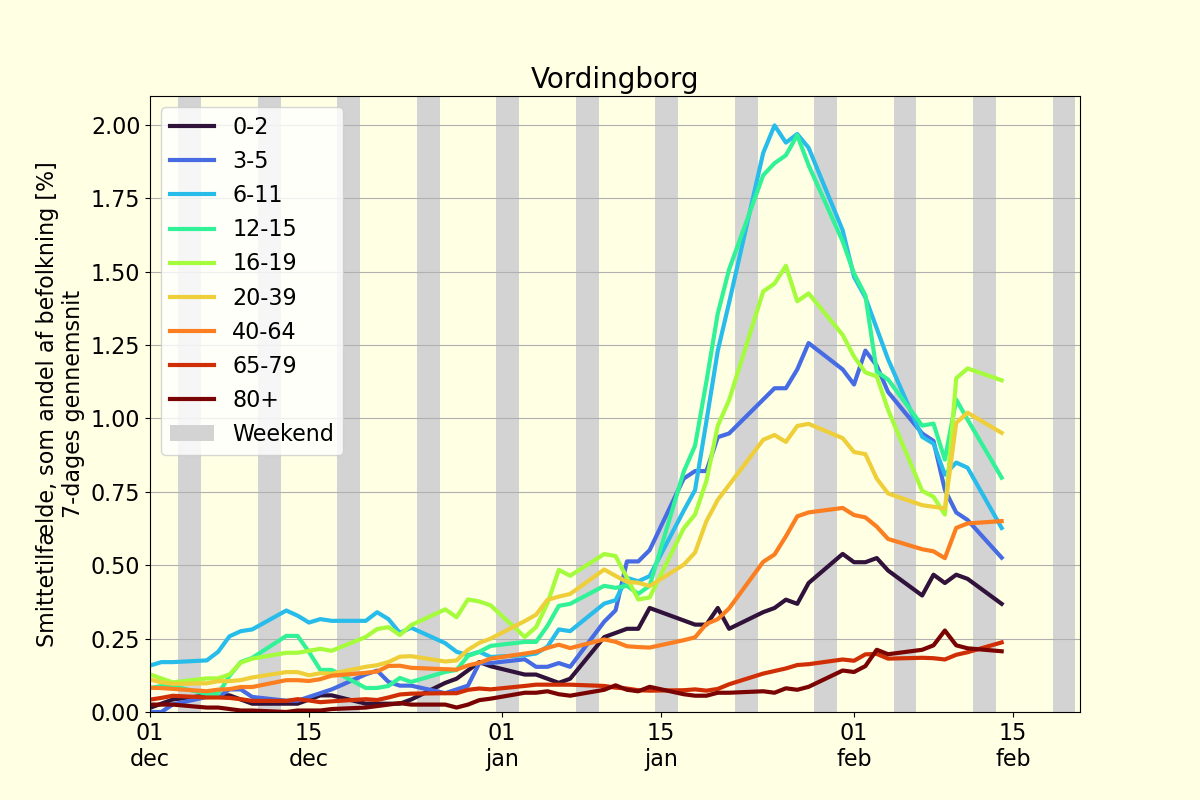 Vordingborg
Smittetilfælde, som andel af befolkning [%]
7-dages gennemsnit
2.00
1.75
1.50
1.25
1.00
0.75
0.50
0.25
0.00
0-2
3-5
6-11
12-15
16-19
20-39
40-64
65-79
80+
Weekend
01
dec
15
dec
01
jan
15
jan
01
feb
15
feb